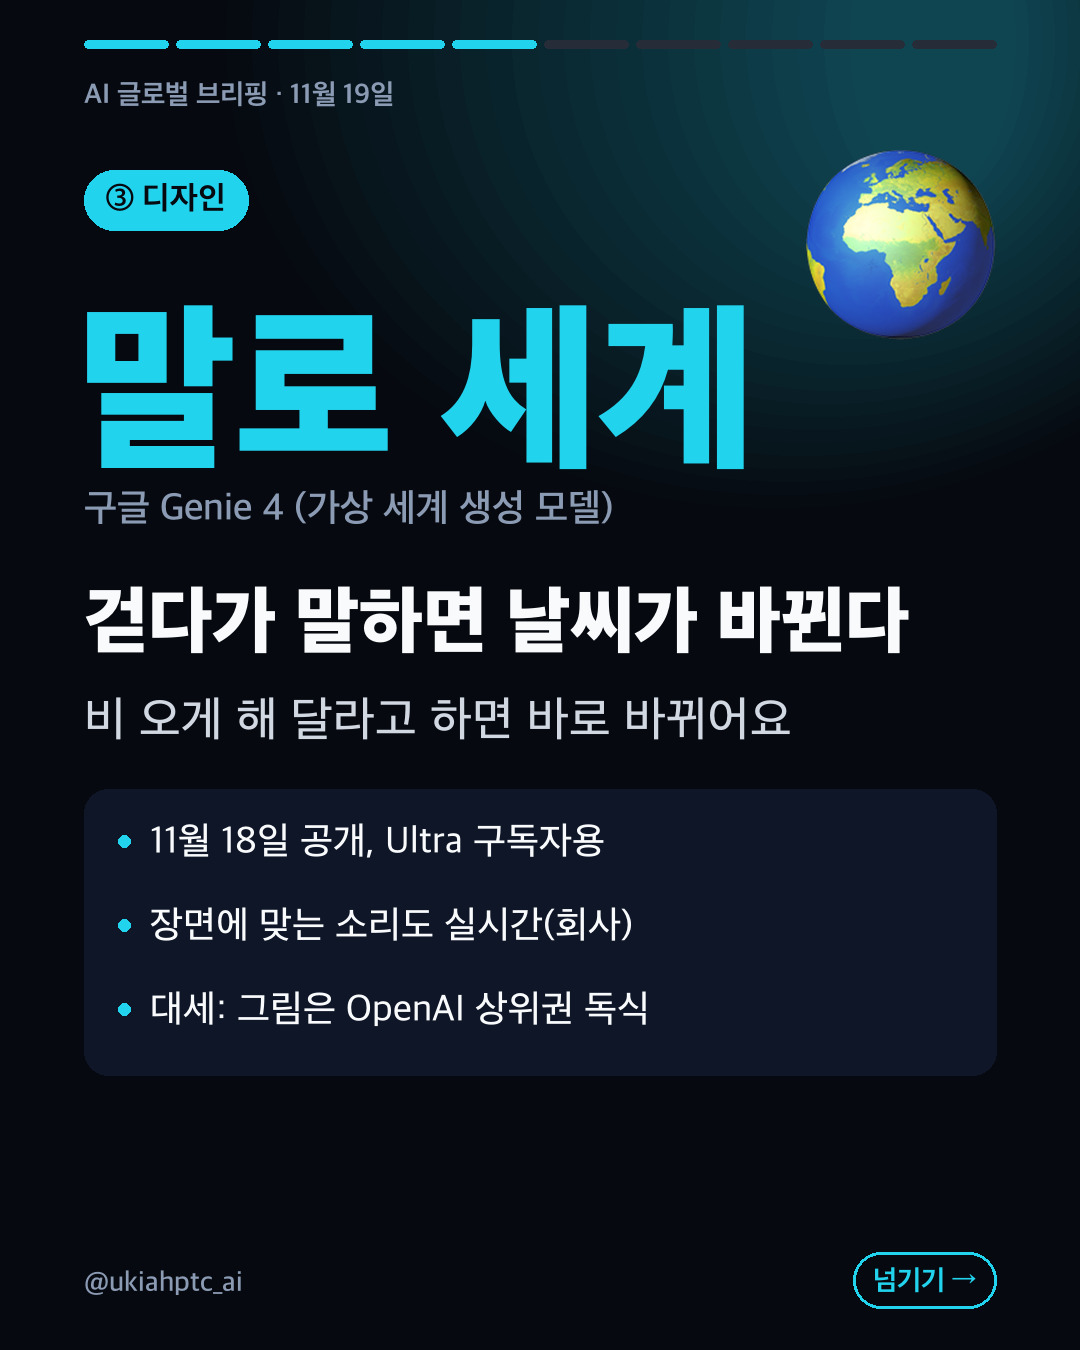 AI 글로벌 브리핑 · 11월 19일
③ 디자인
말로 세계
구글 Genie 4 (가상 세계 생성 모델)
걷다가 말하면 날씨가 바뀐다
비 오게 해 달라고 하면 바로 바뀌어요
• 11월 18일 공개, Ultra 구독자용
• 장면에 맞는 소리도 실시간(회사)
• 대세: 그림은 OpenAI 상위권 독식
@ukiahptc_ai
넘기기 →